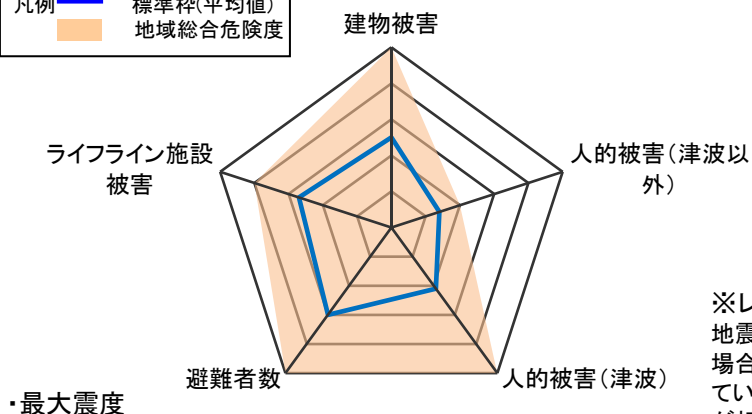 凡例 標準枠(平均値)
地域総合危険度
建物被害
ライフライン施設
被害
人的被害(津波以
外)
避難者数
人的被害(津波)
・最大震度
※レ
地震
場合
てい